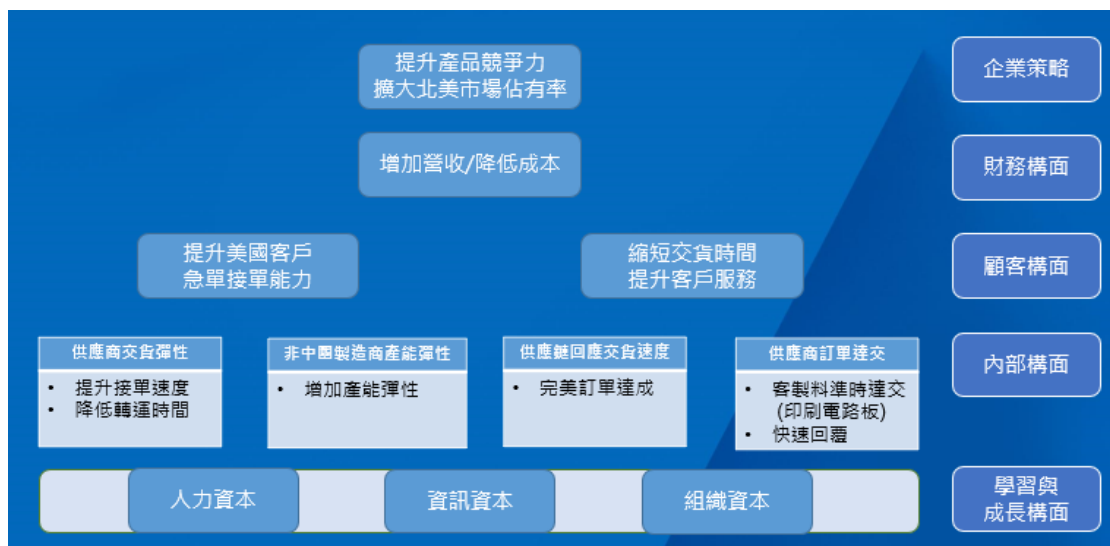 提升產品競爭力
擴大北美市場佔有率
企業策略
增加營收/降低成本
財務構面
提升美國客戶
急單接單能力
縮短交貨時間
提升客戶服務
顧客構面
供應商交貨彈性
• 提升接單速度
• 降低轉運時間
非中國製造商產能彈性
• 增加產能彈性
供應鏈回應交貨速度
• 完美訂單達成
供應商訂單達交
• 客製料準時達交
(印刷電路板)
• 快速回覆
內部構面
人力資本
資訊資本
組織資本
學習與
成長構面